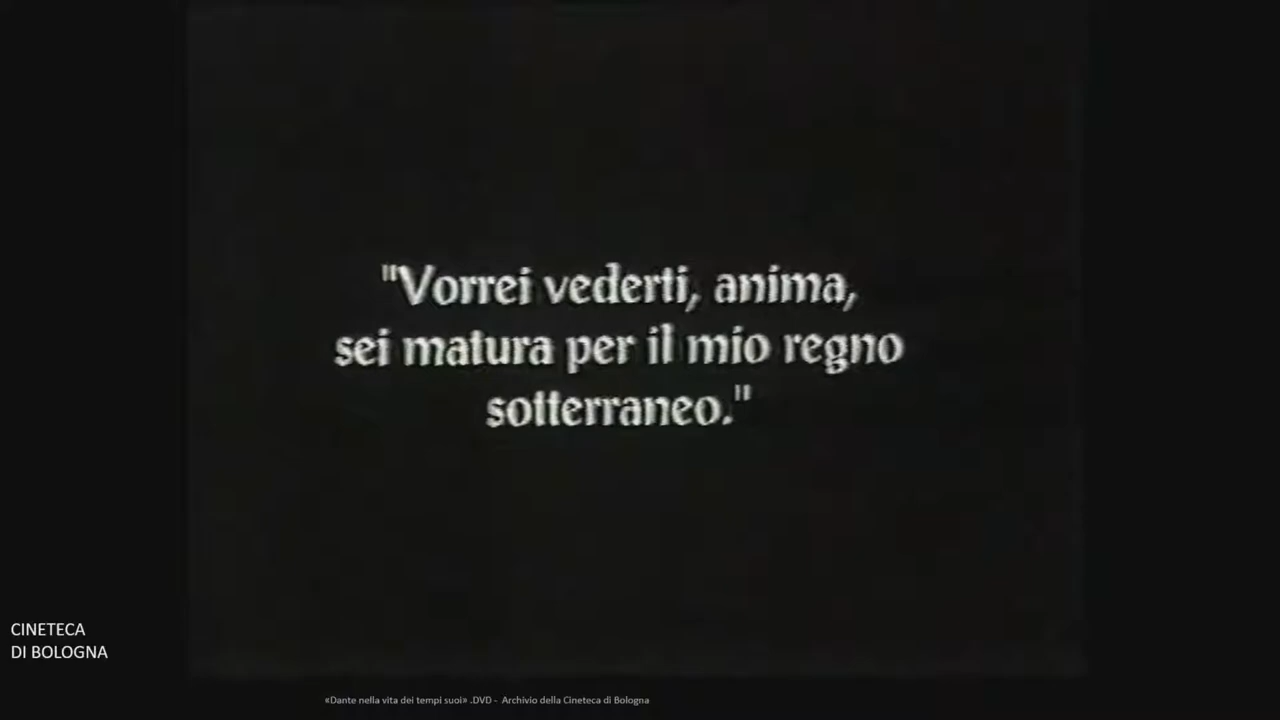 "Vorrei vederti, anima,
sei matura per il mio regno
sotterraneo."
CINETECA
DI BOLOGNA
«Dante nella vita dei tempi suoi» .DVD - Archivio della Cineteca di Bologna